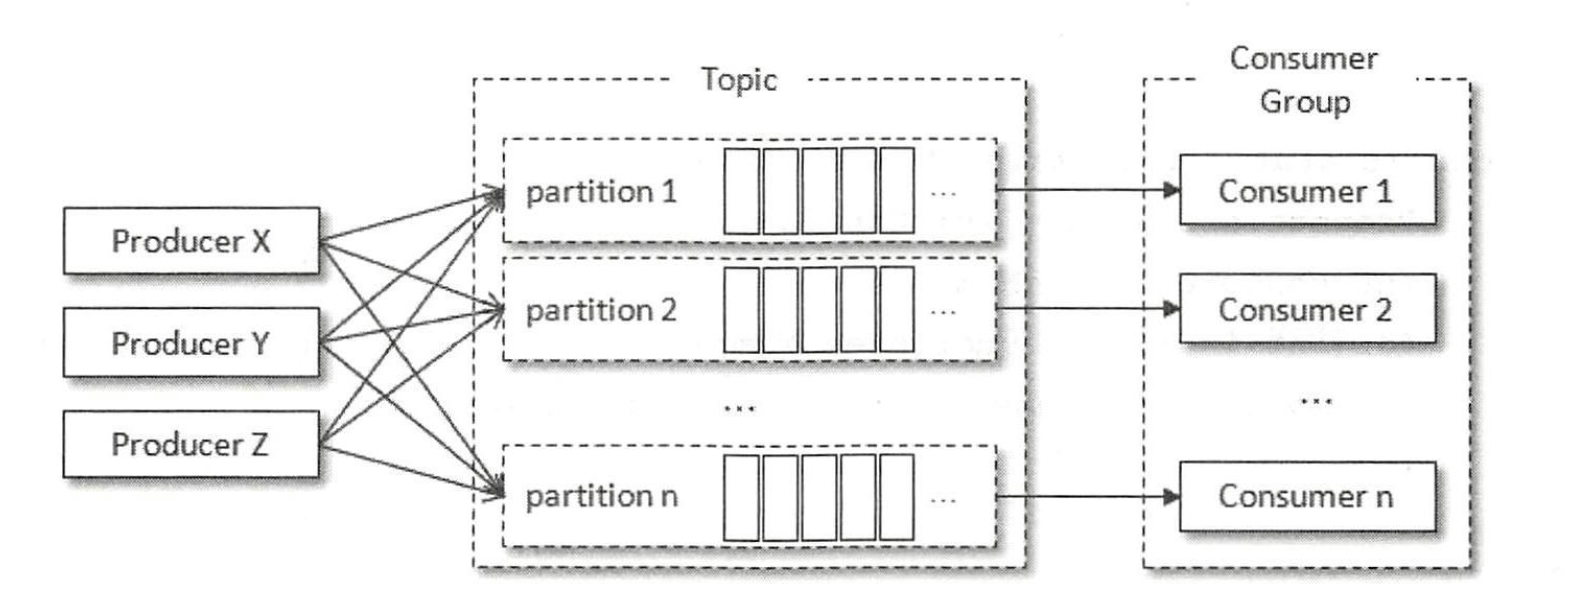 Topic
Consumer
Group
Producer X
Producer Y
Producer Z
partition 1 ...
partition 2 ...
...
partition n ...
Consumer 1
Consumer 2
...
Consumer n